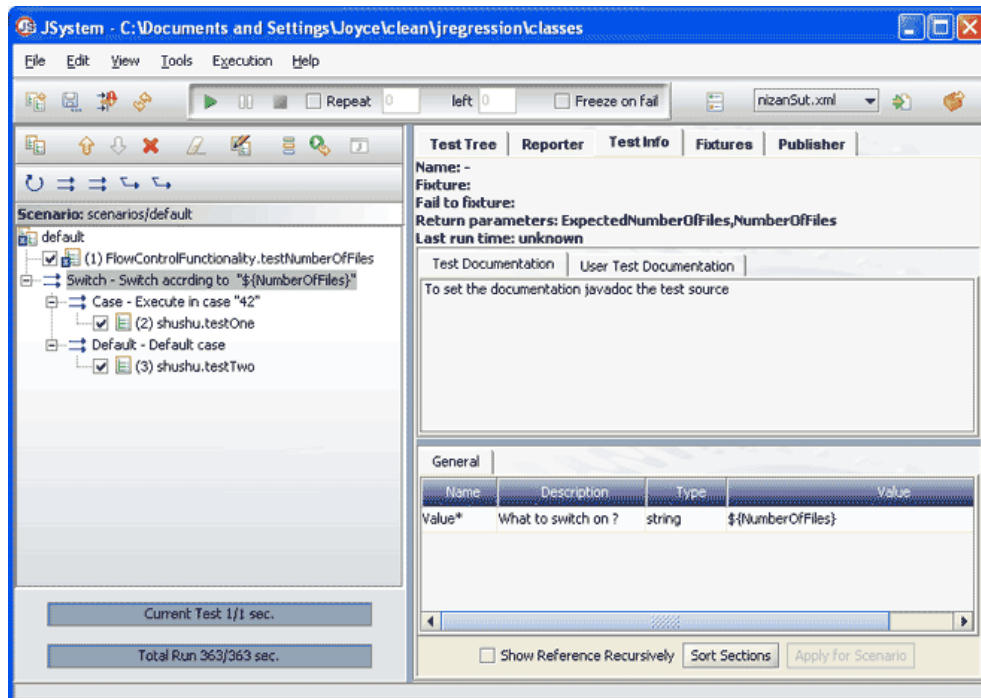 JSystem - C:\Documents and Settings\Joyce\clean\jregression\classes
File Edit View Tools Execution Help
Repeat 0 left 0 Freeze on fail nizanSut.xml
Scenario: scenarios/default
default
(1) FlowControlFunctionality.testNumberOfFiles
Switch - Switch accrding to "${NumberOfFiles}"
Case - Execute in case "42"
(2) shushu.testOne
Default - Default case
(3) shushu.testTwo
Current Test 1/1 sec.
Total Run 363/363 sec.
Test Tree Reporter Test Info Fixtures Publisher
Name: -
Fixture:
Fail to fixture:
Return parameters: ExpectedNumberOfFiles,NumberOfFiles
Last run time: unknown
Test Documentation User Test Documentation
To set the documentation javadoc the test source
General
Name Description Type Value
Value* What to switch on ? string ${NumberOfFiles}
Show Reference Recursively Sort Sections Apply for Scenario